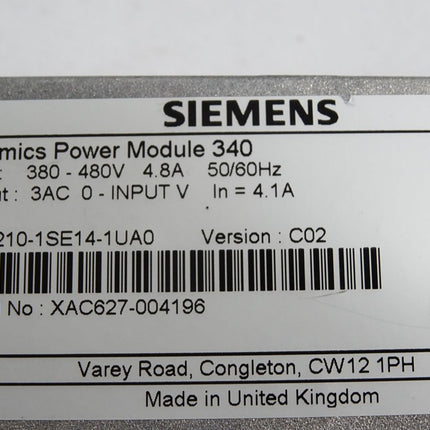 SIEMENS
mics Power Module 340
: 380 - 480V 4.8A 50/60Hz
t : 3AC 0 - INPUT V In = 4.1A
210-1SE14-1UA0 Version : C02
No : XAC627-004196
Varey Road, Congleton, CW12 1PH
Made in United Kingdom